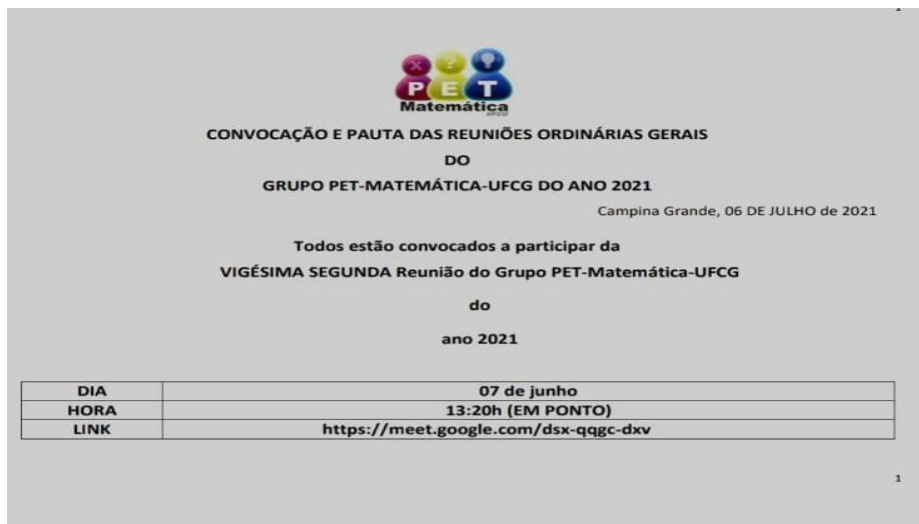 1
X ? 
PET
Matemática
UFCG
CONVOCAÇÃO E PAUTA DAS REUNIÕES ORDINÁRIAS GERAIS
DO
GRUPO PET-MATEMÁTICA-UFCG DO ANO 2021
Campina Grande, 06 DE JULHO de 2021
Todos estão convocados a participar da
VIGÉSIMA SEGUNDA Reunião do Grupo PET-Matemática-UFCG
do
ano 2021
DIA 07 de junho
HORA 13:20h (EM PONTO)
LINK https://meet.google.com/dsx-qqgc-dxv
1